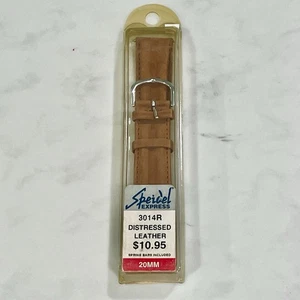 Speidel
EXPRESS
3014R
DISTRESSED
LEATHER
$10.95
SPRING BARS INCLUDED
20MM